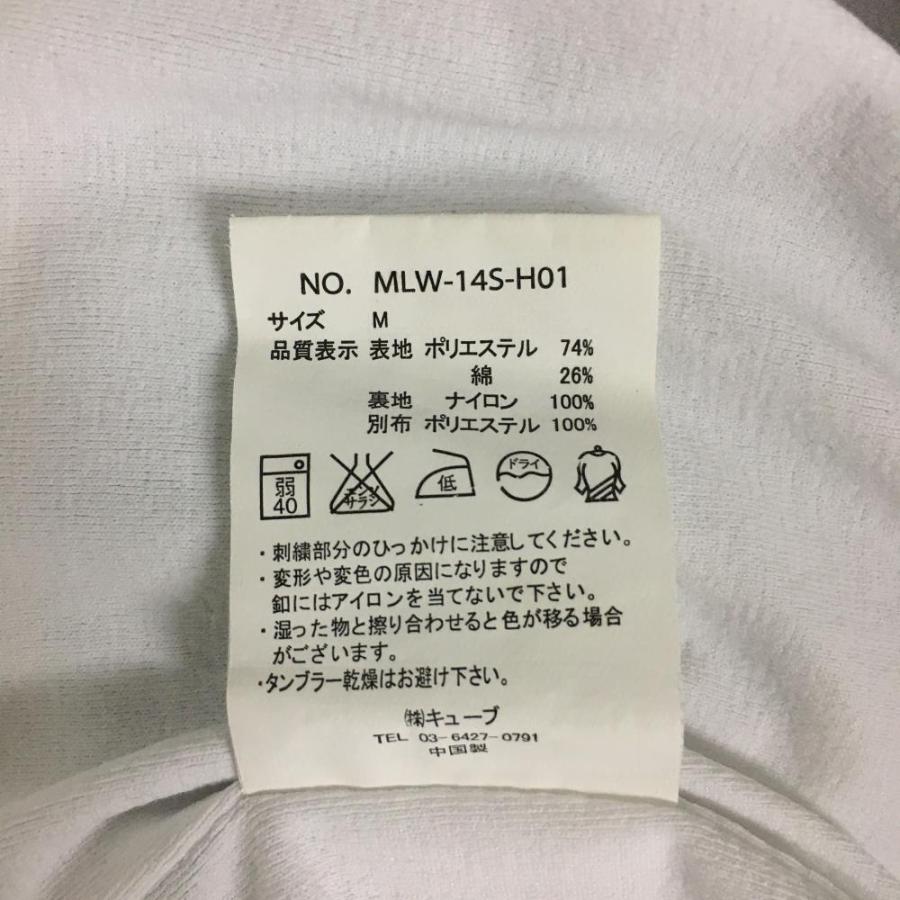 NO. MLW-14S-H01
サイズ M
品質表示 表地 ポリエステル 74%
綿 26%
裏地 ナイロン 100%
別布 ポリエステル 100%
弱 40 エンソ サラシ 低 ドライ
・刺繍部分のひっかけに注意してください。
・変形や変色の原因になりますので
釦にはアイロンを当てないで下さい。
・湿った物と擦り合わせると色が移る場合
がございます。
・タンブラー乾燥はお避け下さい。
㈱キューブ
TEL 03-6427-0791
中国製